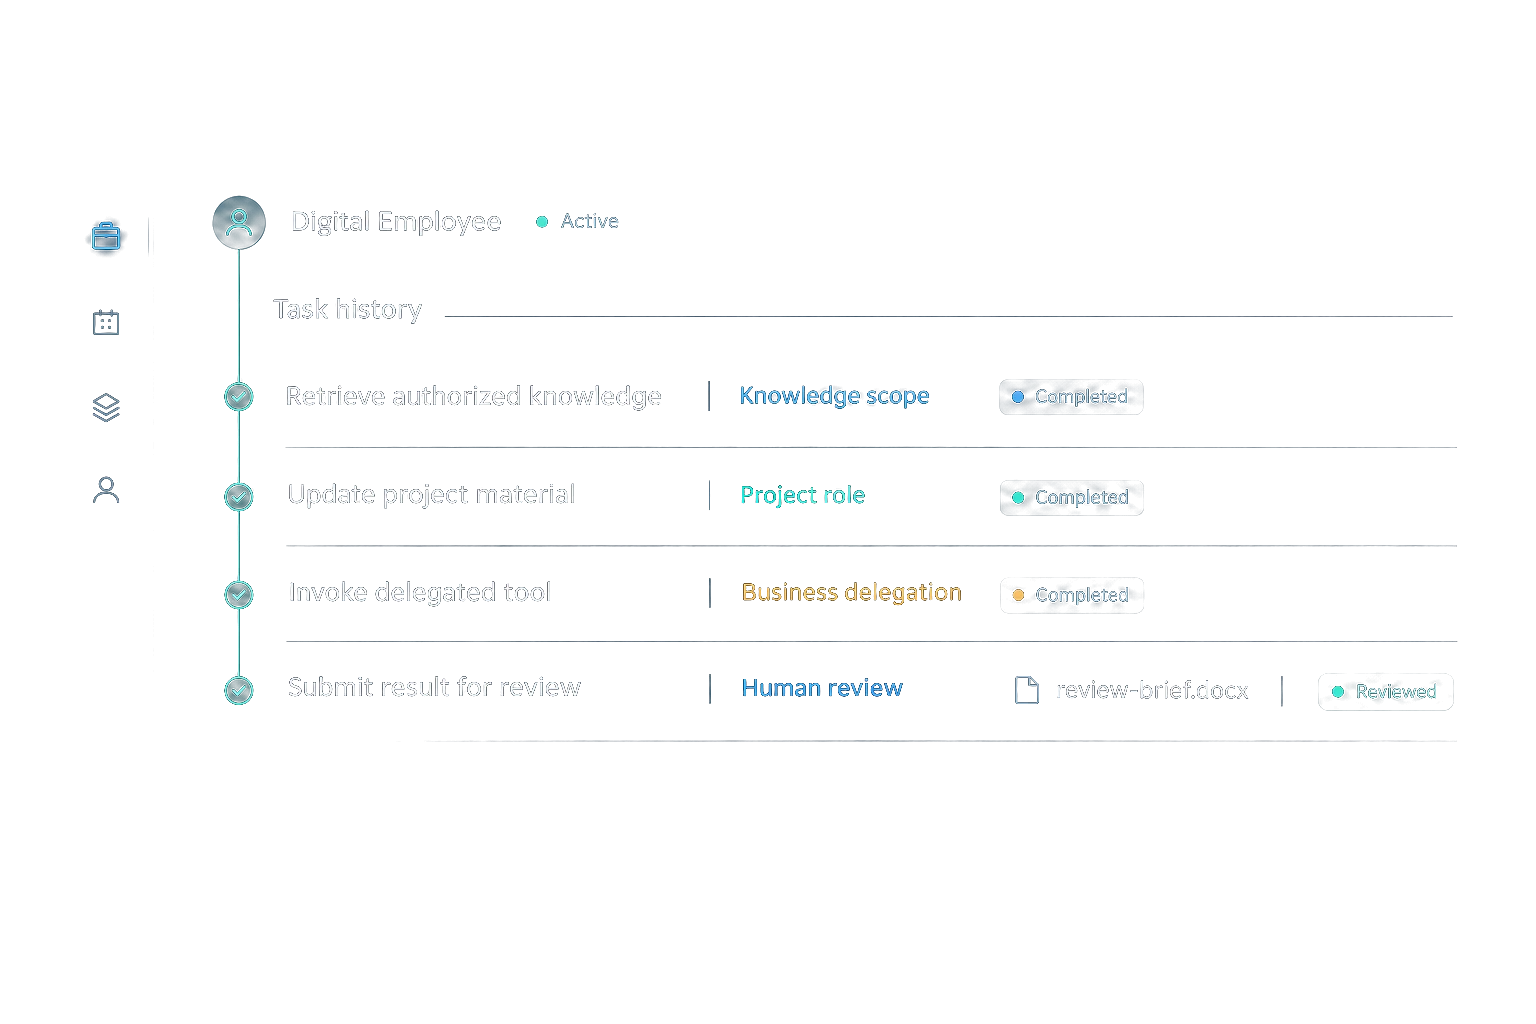 Digital Employee Active
Task history
Retrieve authorized knowledge Knowledge scope Completed
Update project material Project role Completed
Invoke delegated tool Business delegation Completed
Submit result for review Human review review-brief.docx Reviewed